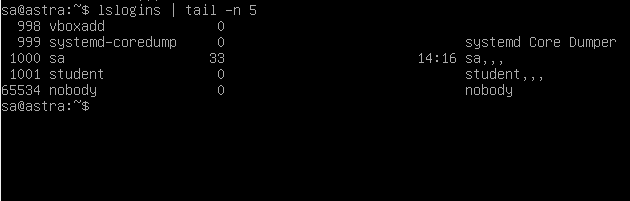 sa@astra:~$ lslogins | tail -n 5
  998 vboxadd            0
  999 systemd-coredump   0                              systemd Core Dumper
 1000 sa                33                        14:16 sa,,,
 1001 student            0                              student,,,
65534 nobody             0                              nobody
sa@astra:~$